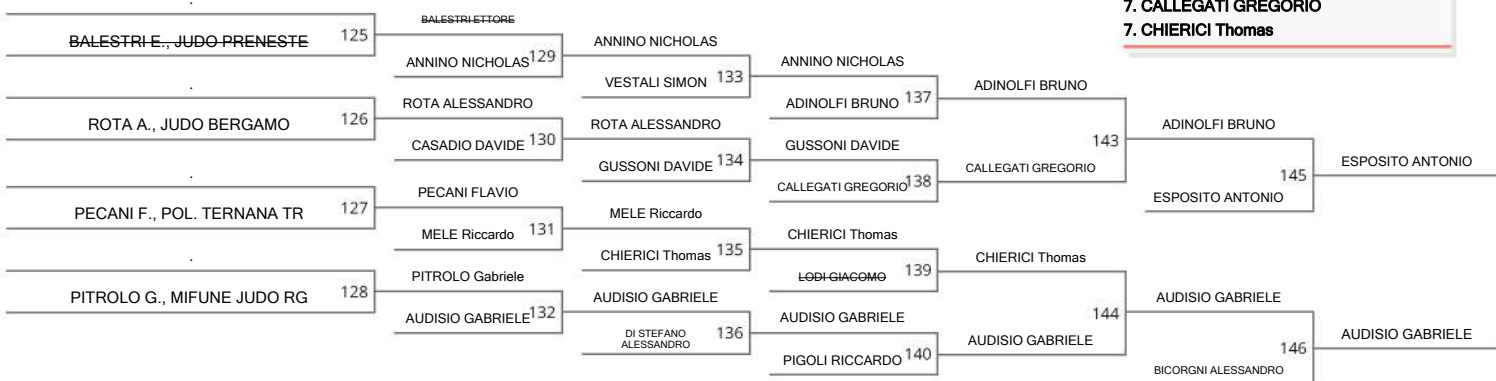 7. CALLEGATI GREGORIO
7. CHIERICI Thomas
.
BALESTRI E., JUDO PRENESTE
125
.
ROTA A., JUDO BERGAMO
126
.
PECANI F., POL. TERNANA TR
127
.
PITROLO G., MIFUNE JUDO RG
128
BALESTRI ETTORE
ANNINO NICHOLAS
129
ROTA ALESSANDRO
CASADIO DAVIDE
130
PECANI FLAVIO
MELE Riccardo
131
PITROLO Gabriele
AUDISIO GABRIELE
132
ANNINO NICHOLAS
VESTALI SIMON
133
ROTA ALESSANDRO
GUSSONI DAVIDE
134
MELE Riccardo
CHIERICI Thomas
135
AUDISIO GABRIELE
DI STEFANO
ALESSANDRO
136
ANNINO NICHOLAS
ADINOLFI BRUNO
137
GUSSONI DAVIDE
CALLEGATI GREGORIO
138
CHIERICI Thomas
LODI GIACOMO
139
AUDISIO GABRIELE
PIGOLI RICCARDO
140
ADINOLFI BRUNO
143
CALLEGATI GREGORIO
CHIERICI Thomas
144
AUDISIO GABRIELE
ADINOLFI BRUNO
145
ESPOSITO ANTONIO
AUDISIO GABRIELE
146
BICORGNI ALESSANDRO
ESPOSITO ANTONIO
AUDISIO GABRIELE